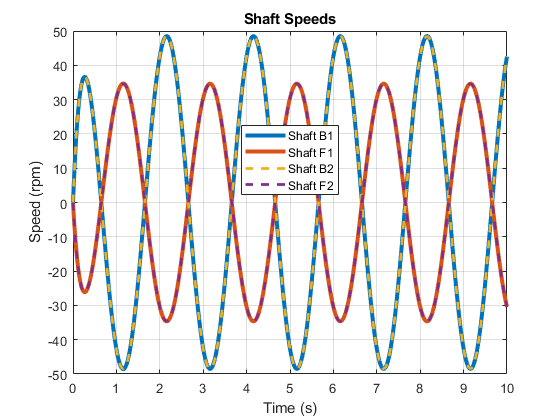 Shaft Speeds
50
40
30
20
10
0
-10
-20
-30
-40
-50
Speed (rpm)
Shaft B1
Shaft F1
Shaft B2
Shaft F2
0 1 2 3 4 5 6 7 8 9 10
Time (s)